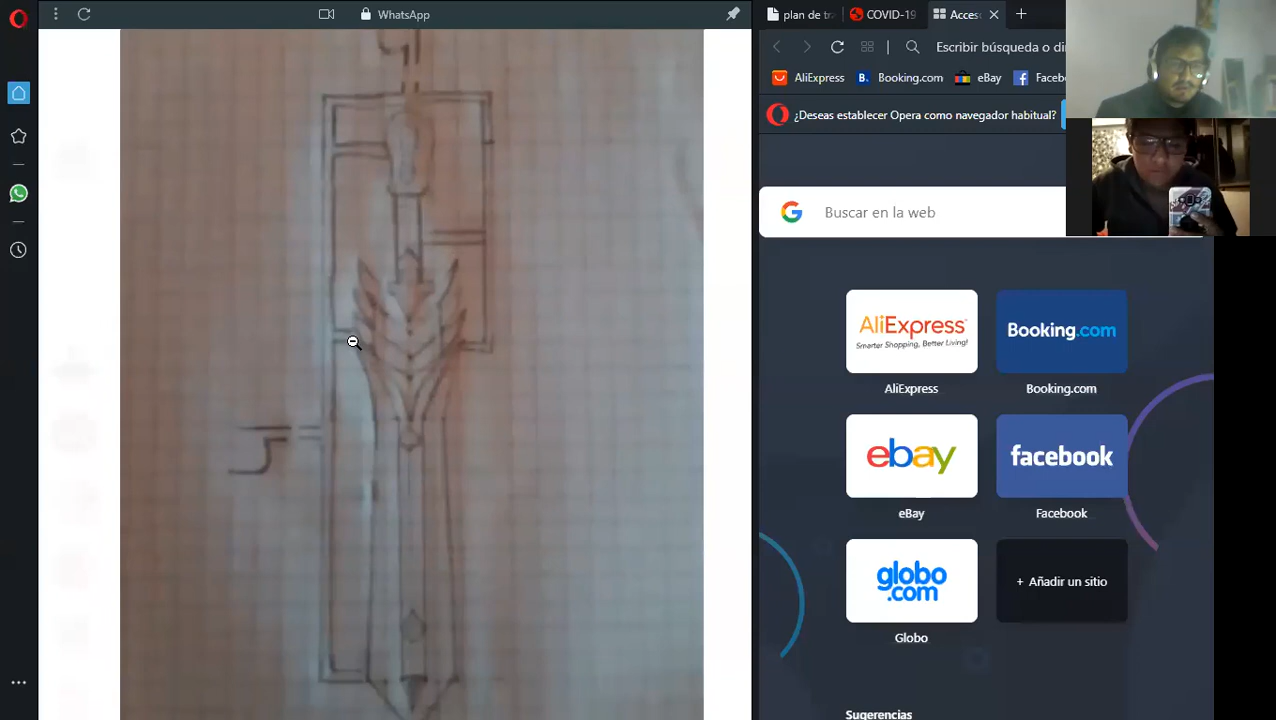 WhatsApp
plan de tr
COVID-19
Acces
Escribir búsqueda o di
AliExpress
Booking.com
eBay
Facebo
¿Deseas establecer Opera como navegador habitual?
Buscar en la web
AliExpress
Smarter Shopping, Better Living!
Booking.com
AliExpress
Booking.com
ebay
facebook
eBay
Facebook
globo
.com
+ Añadir un sitio
Globo
Sugerencias